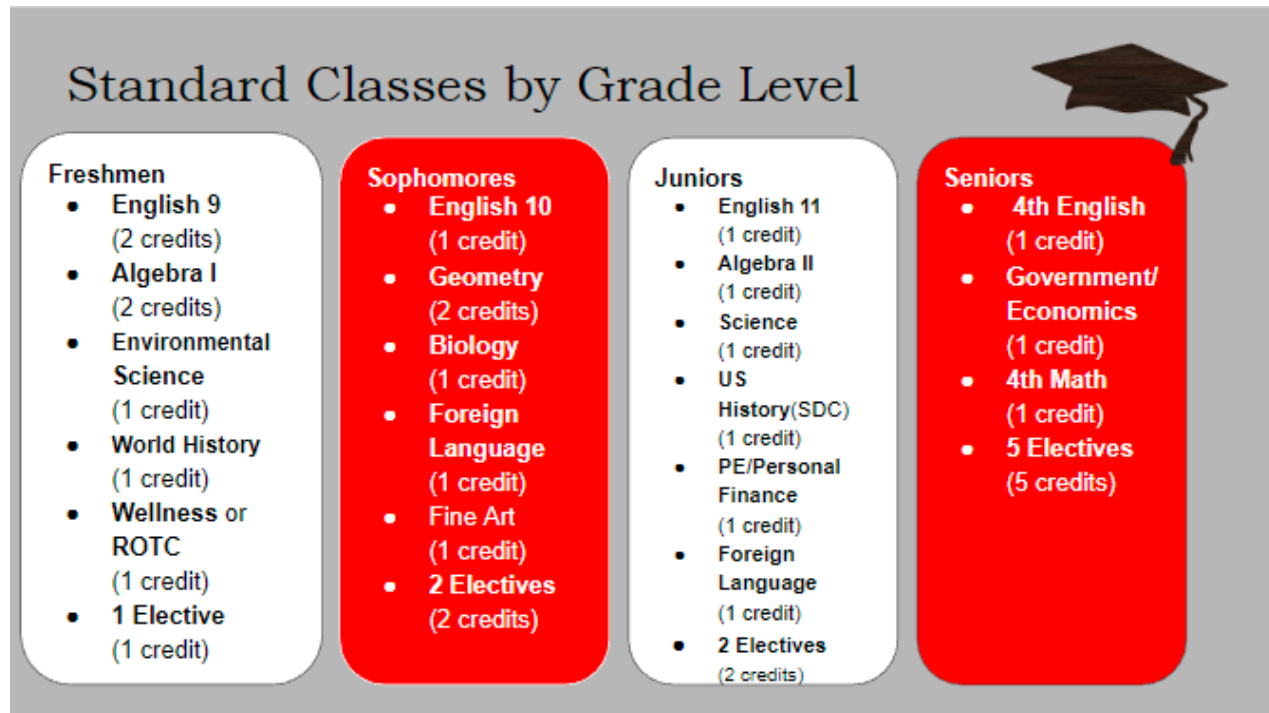 Standard Classes by Grade Level
Freshmen
● English 9
(2 credits)
● Algebra I
(2 credits)
● Environmental
Science
(1 credit)
● World History
(1 credit)
● Wellness or
ROTC
(1 credit)
● 1 Elective
(1 credit)
Sophomores
● English 10
(1 credit)
● Geometry
(2 credits)
● Biology
(1 credit)
● Foreign
Language
(1 credit)
● Fine Art
(1 credit)
● 2 Electives
(2 credits)
Juniors
● English 11
(1 credit)
● Algebra II
(1 credit)
● Science
(1 credit)
● US
History(SDC)
(1 credit)
● PE/Personal
Finance
(1 credit)
● Foreign
Language
(1 credit)
● 2 Electives
(2 credits)
Seniors
● 4th English
(1 credit)
● Government/
Economics
(1 credit)
● 4th Math
(1 credit)
● 5 Electives
(5 credits)